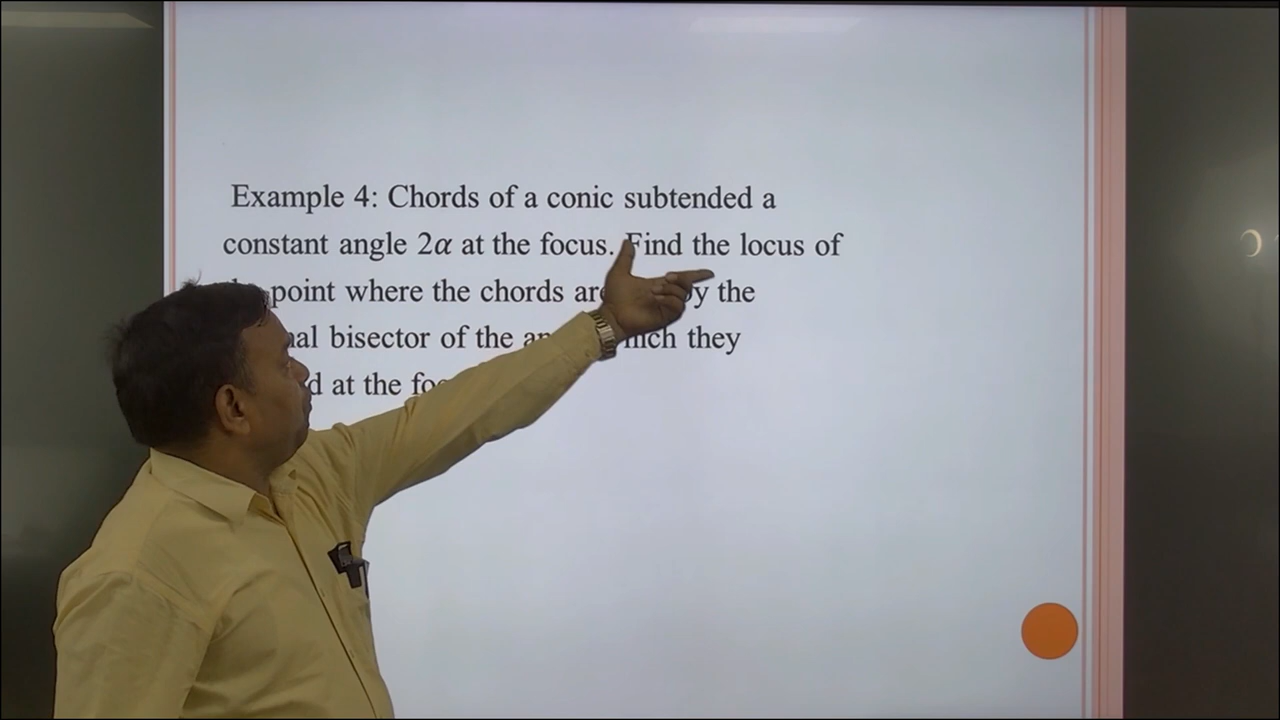 Example 4: Chords of a conic subtended a
constant angle 2α at the focus. Find the locus of
point where the chords are by the
bisector of the they
at the